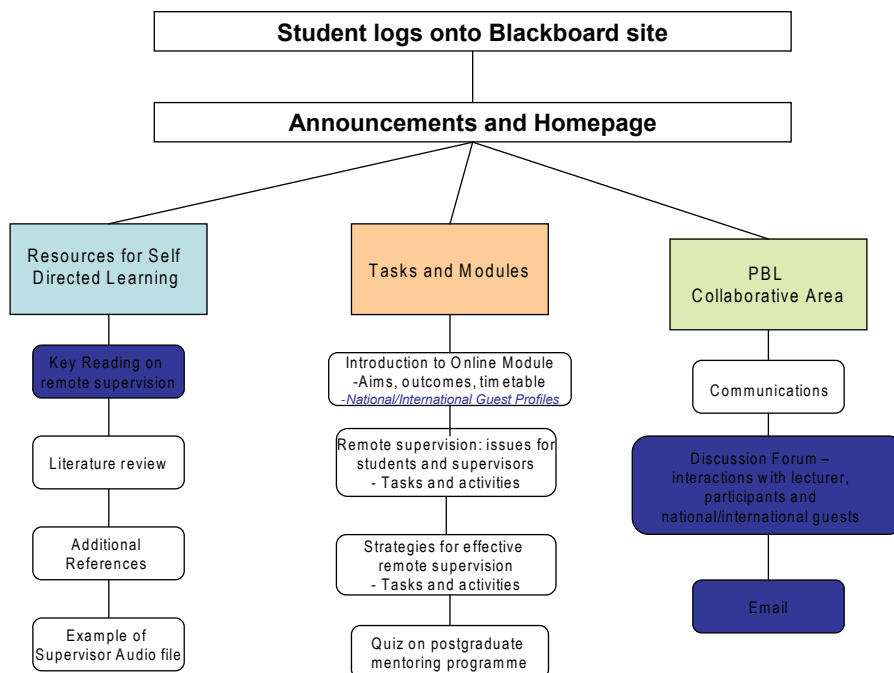 Student logs onto Blackboard site
Announcements and Homepage
Resources for Self
Directed Learning
Key Reading on
remote supervision
Literature review
Additional
References
Example of
Supervisor Audio file
Tasks and Modules
Introduction to Online Module
-Aims, outcomes, timetable
-National/International Guest Profiles
Remote supervision: issues for
students and supervisors
- Tasks and activities
Strategies for effective
remote supervision
- Tasks and activities
Quiz on postgraduate
mentoring programme
PBL
Collaborative Area
Communications
Discussion Forum –
interactions with lecturer,
participants and
national/international guests
Email